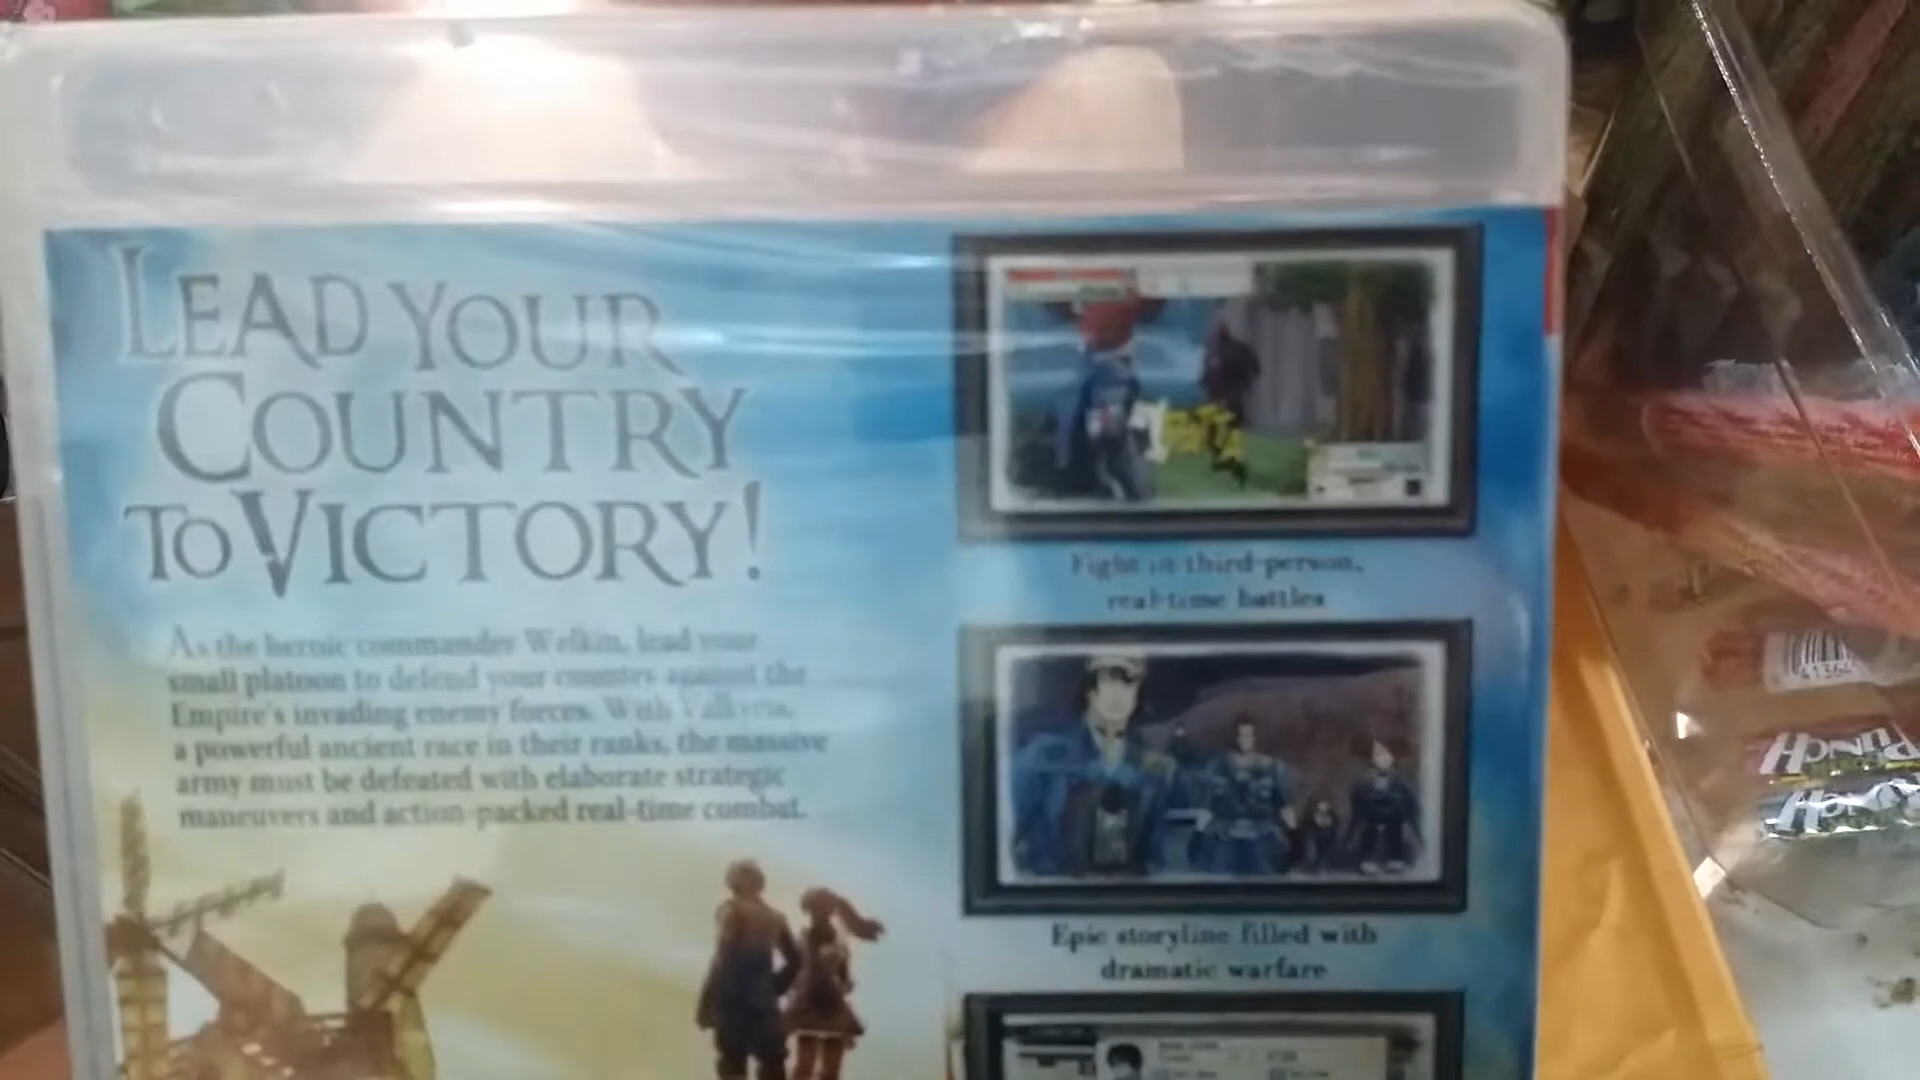 LEAD YOUR
COUNTRY
TO VICTORY!
As the heroic commander Welkin, lead your
small platoon to defend your country against the
Empire's invading enemy forces. With Valkyria,
a powerful ancient race in their ranks, the massive
army must be defeated with elaborate strategic
maneuvers and action-packed real-time combat.
Fight in third-person,
real-time battles
Epic storyline filled with
dramatic warfare
41364
PUNCH